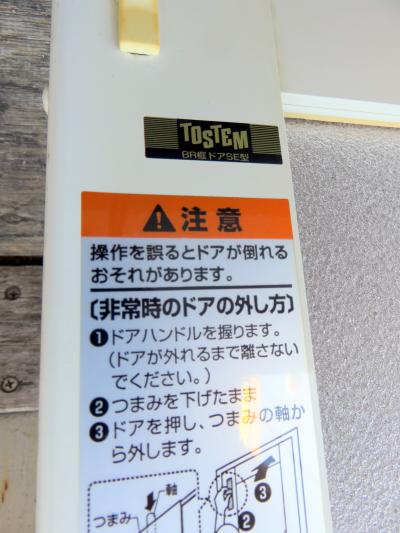 TOSTEM
BR框ドアSE型
注意
操作を誤るとドアが倒れる
おそれがあります。
〔非常時のドアの外し方〕
❶ドアハンドルを握ります。
(ドアが外れるまで離さない
でください。)
❷つまみを下げたまま
❸ドアを押し、つまみの軸か
ら外します。
軸
つまみ
❸
❷